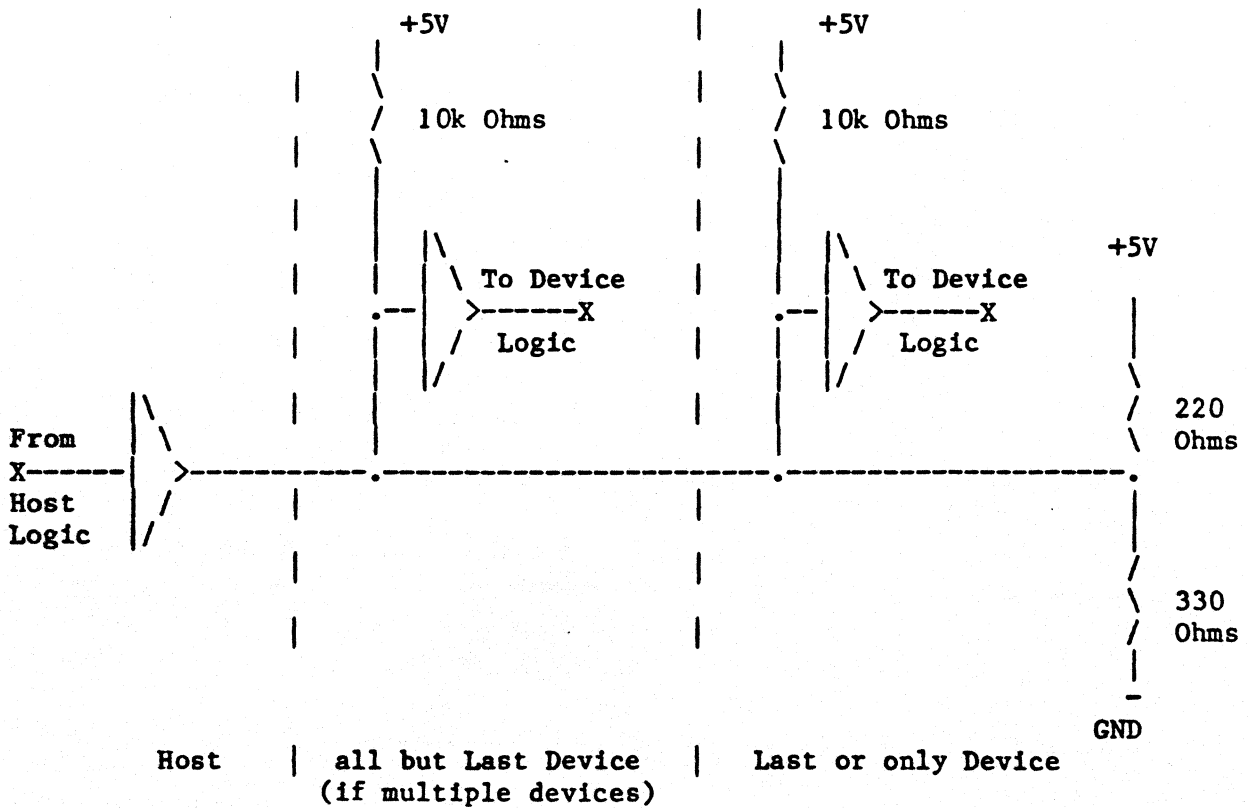 +5V
+5V
10k Ohms
10k Ohms
+5V
To Device
X
Logic
To Device
X
Logic
220
Ohms
From
X
Host
Logic
330
Ohms
GND
Host | all but Last Device | Last or only Device
(if multiple devices)